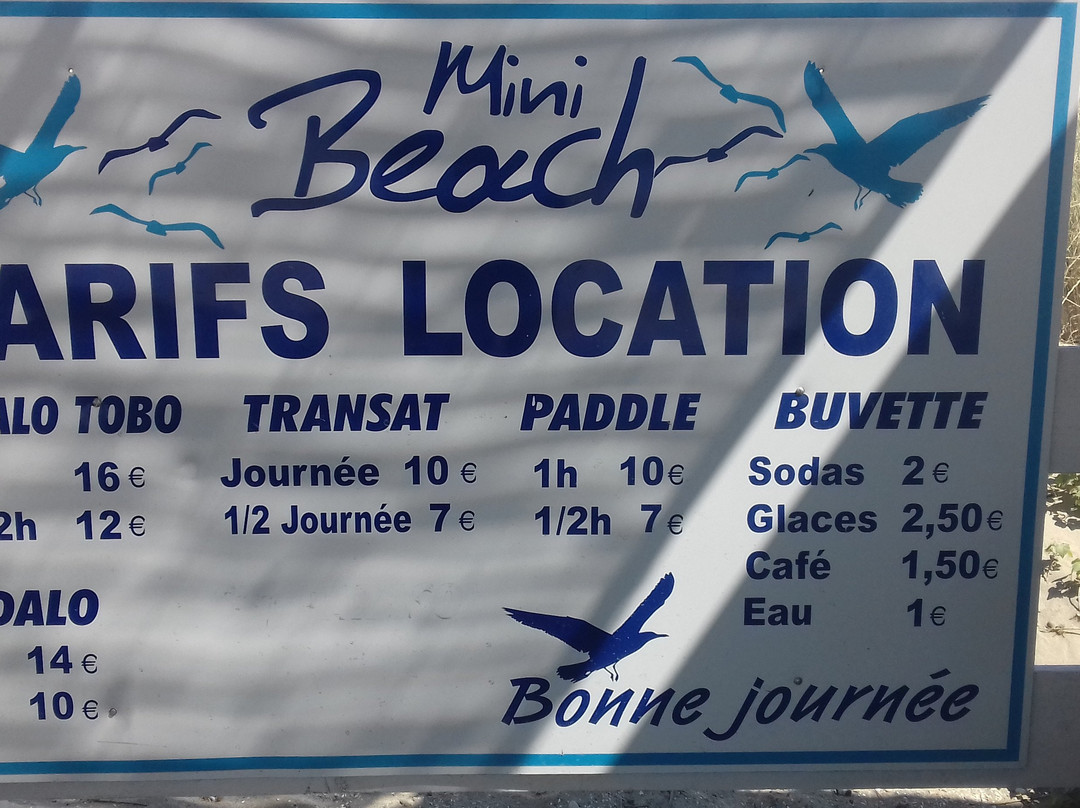 Mini
Beach
ARIFS LOCATION
ALO TOBO
16 €
2h 12 €
TRANSAT
Journée 10 €
1/2 Journée 7 €
PADDLE
1h 10 €
1/2h 7 €
BUVETTE
Sodas 2 €
Glaces 2,50 €
Café 1,50 €
Eau 1 €
DALO
14 €
10 €
Bonne journée